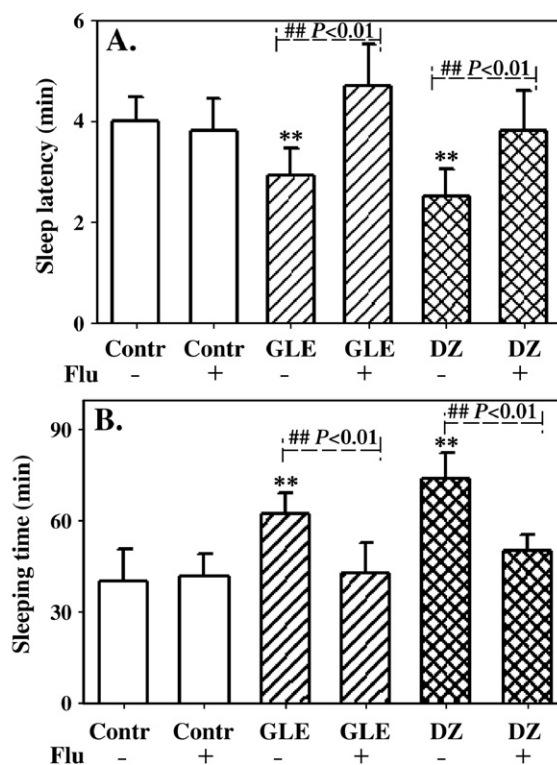 A.
## P<0.01
## P<0.01
** **
Sleep latency (min)
6
4
2
0
Contr Contr GLE GLE DZ DZ
Flu - + - + - +
B.
## P<0.01
## P<0.01
** **
Sleeping time (min)
90
60
30
0
Contr Contr GLE GLE DZ DZ
Flu - + - + - +